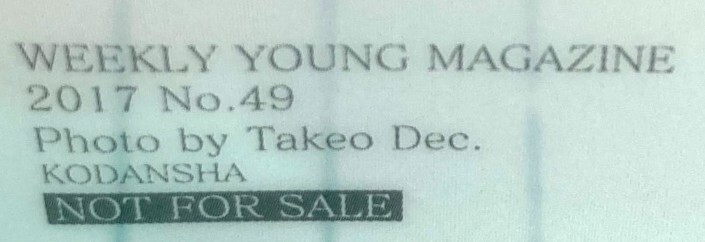 WEEKLY YOUNG MAGAZINE
2017 No.49
Photo by Takeo Dec.
KODANSHA
NOT FOR SALE